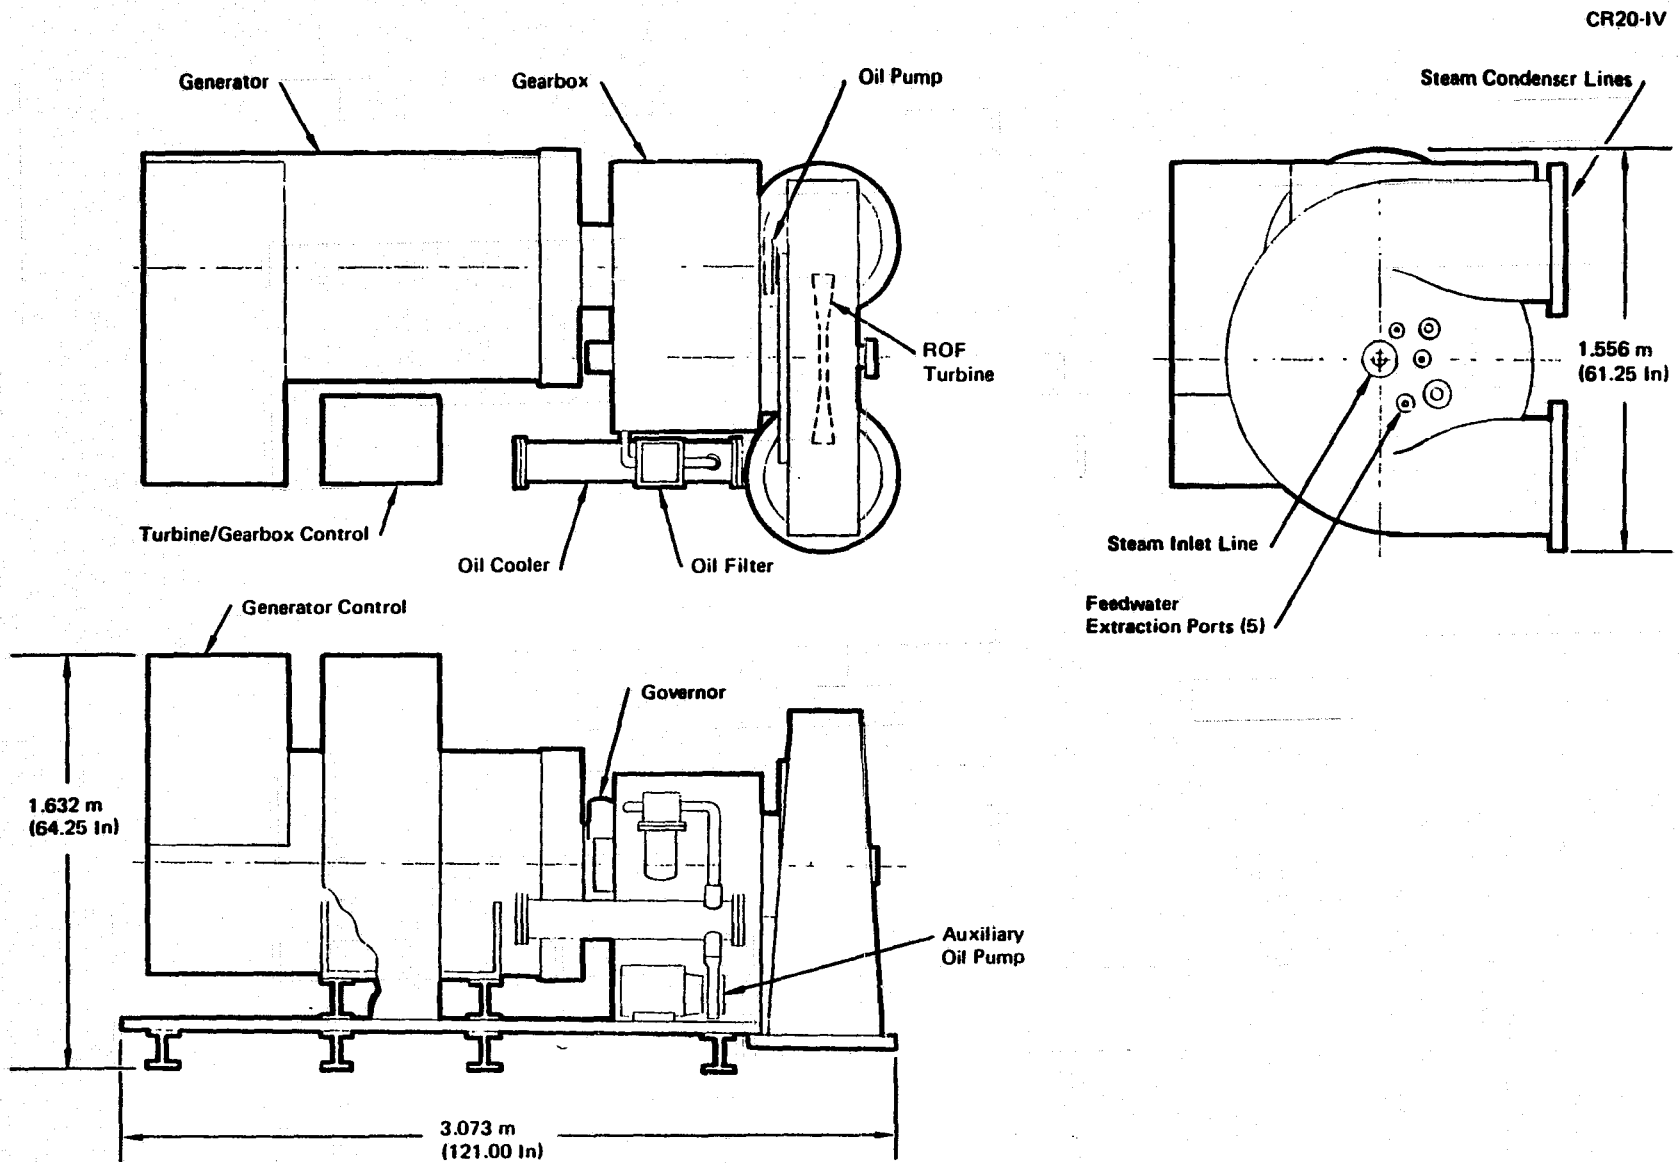 CR20-IV
Generator
Gearbox
Oil Pump
Steam Condenser Lines
ROF
Turbine
1.556 m
(61.25 In)
Turbine/Gearbox Control
Oil Cooler
Oil Filter
Steam Inlet Line
Feedwater
Extraction Ports (5)
Generator Control
Governor
1.632 m
(64.25 In)
Auxiliary
Oil Pump
3.073 m
(121.00 In)